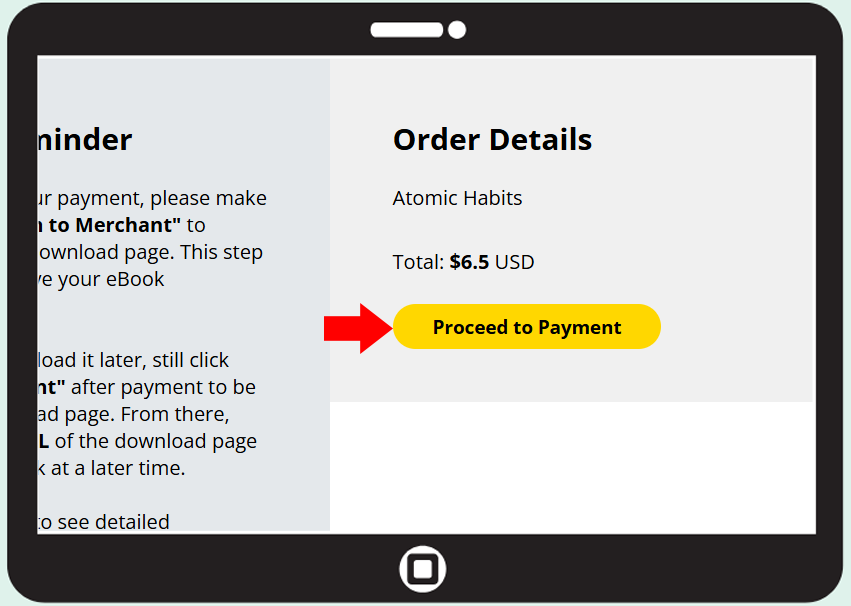 minder
ur payment, please make
n to Merchant" to
ownload page. This step
ve your eBook
load it later, still click
nt" after payment to be
ad page. From there,
L of the download page
k at a later time.
to see detailed
Order Details
Atomic Habits
Total: $6.5 USD
Proceed to Payment